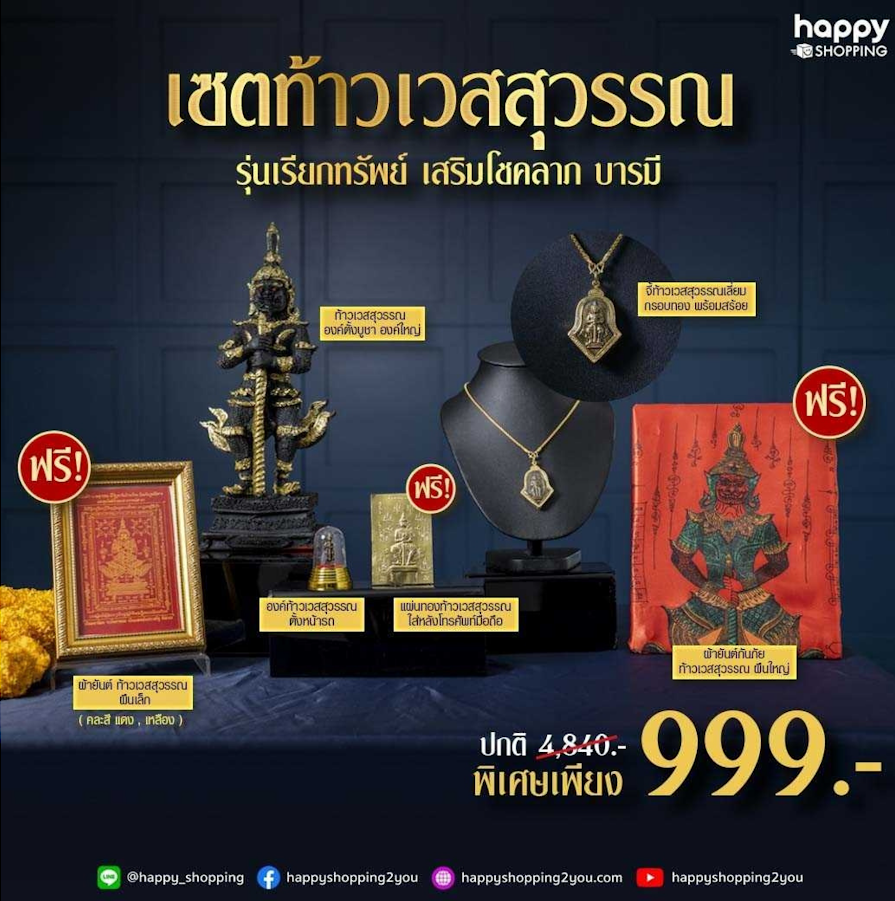 happy
SHOPPING
เซตท้าวเวสสุวรรณ
รุ่นเรียกทรัพย์ เสริมโชคลาภ บารมี
ท้าวเวสสุวรรณ
องค์ตั้งบูชา องค์ใหญ่
จี้ท้าวเวสสุวรรณเลี่ยม
กรอบทอง พร้อมสร้อย
ฟรี!
ฟรี!
ฟรี!
องค์ท้าวเวสสุวรรณ
ตั้งหน้ารถ
แผ่นทองท้าวเวสสุวรรณ
ใส่หลังโทรศัพท์มือถือ
ผ้ายันต์กันภัย
ท้าวเวสสุวรรณ ผืนใหญ่
ผ้ายันต์ ท้าวเวสสุวรรณ
ผืนเล็ก
( คละสี แดง , เหลือง )
ปกติ 4,840.-
พิเศษเพียง 999.-
@happy_shopping happyshopping2you happyshopping2you.com happyshopping2you